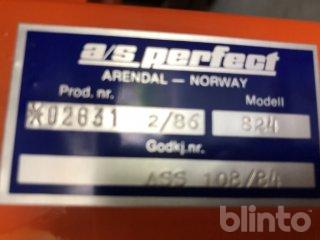 a/s perfect
ARENDAL — NORWAY
Prod. nr. Modell
*02831 2/86 824
Godkj.nr.
ASS 108/84
blinto